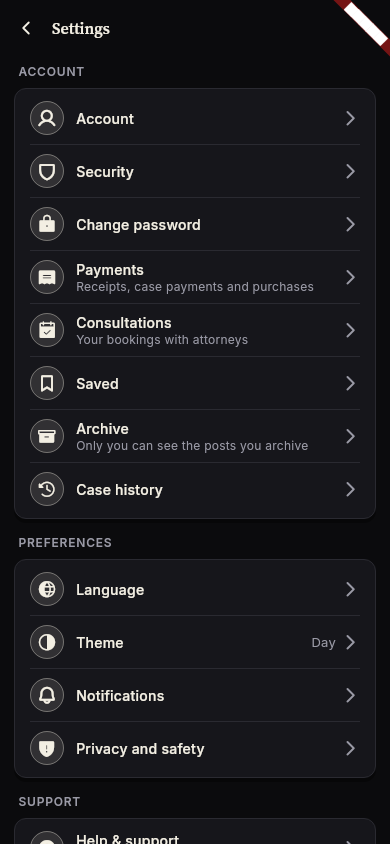 Settings
ACCOUNT
Account
Security
Change password
Payments
Receipts, case payments and purchases
Consultations
Your bookings with attorneys
Saved
Archive
Only you can see the posts you archive
Case history
PREFERENCES
Language
Theme
Day
Notifications
Privacy and safety
SUPPORT
Help & support